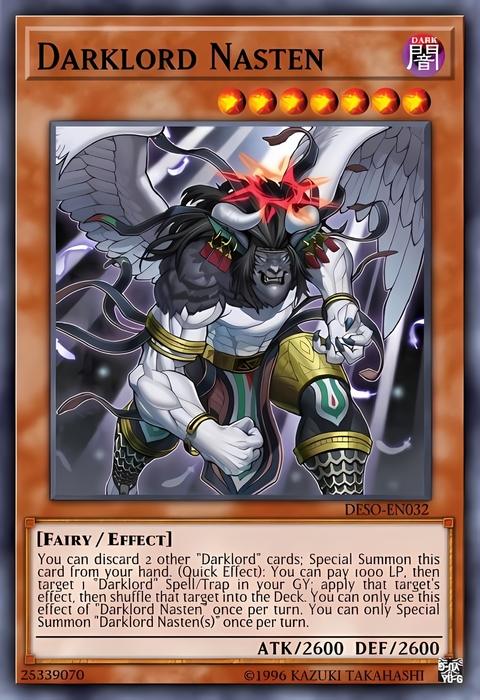 Darklord Nasten
DARK
闇
DESO-EN032
[Fairy / Effect]
You can discard 2 other "Darklord" cards; Special Summon this
card from your hand. (Quick Effect): You can pay 1000 LP, then
target 1 "Darklord" Spell/Trap in your GY; apply that target's
effect, then shuffle that target into the Deck. You can only use this
effect of "Darklord Nasten" once per turn. You can only Special
Summon "Darklord Nasten(s)" once per turn.
ATK/2600 DEF/2600
25339070
©1996 KAZUKI TAKAHASHI